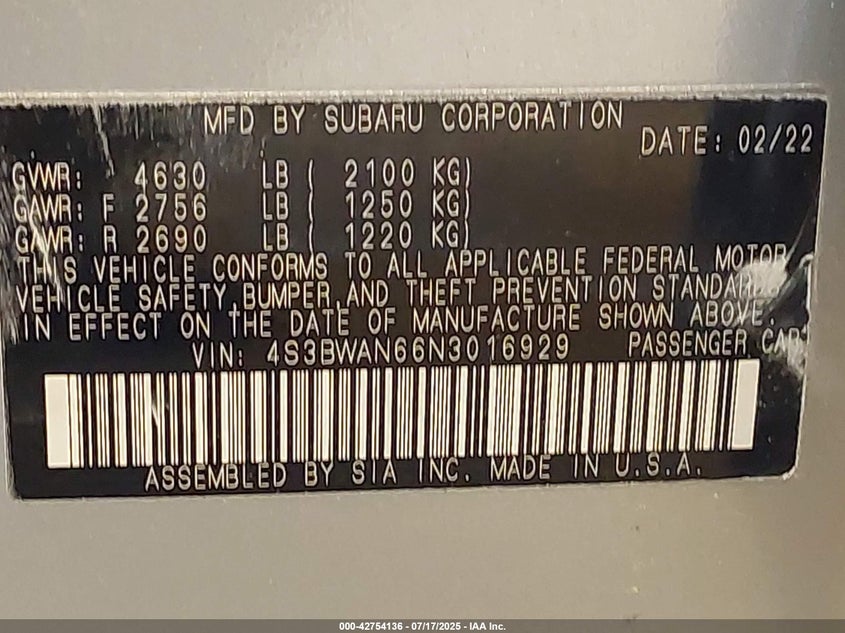 MFD BY SUBARU CORPORATION
DATE: 02/22
GVWR: 4630 LB ( 2100 KG)
GAWR: F 2756 LB ( 1250 KG)
GAWR: R 2690 LB ( 1220 KG)
THIS VEHICLE CONFORMS TO ALL APPLICABLE FEDERAL MOTOR
VEHICLE SAFETY,BUMPER,AND THEFT PREVENTION STANDARDS
IN EFFECT ON THE DATE OF MANUFACTURE SHOWN ABOVE.
VIN: 4S3BWAN66N3016929 PASSENGER CAR
ASSEMBLED BY SIA INC. MADE IN U.S.A.
000-42754136 - 07/17/2025 - IAA Inc.